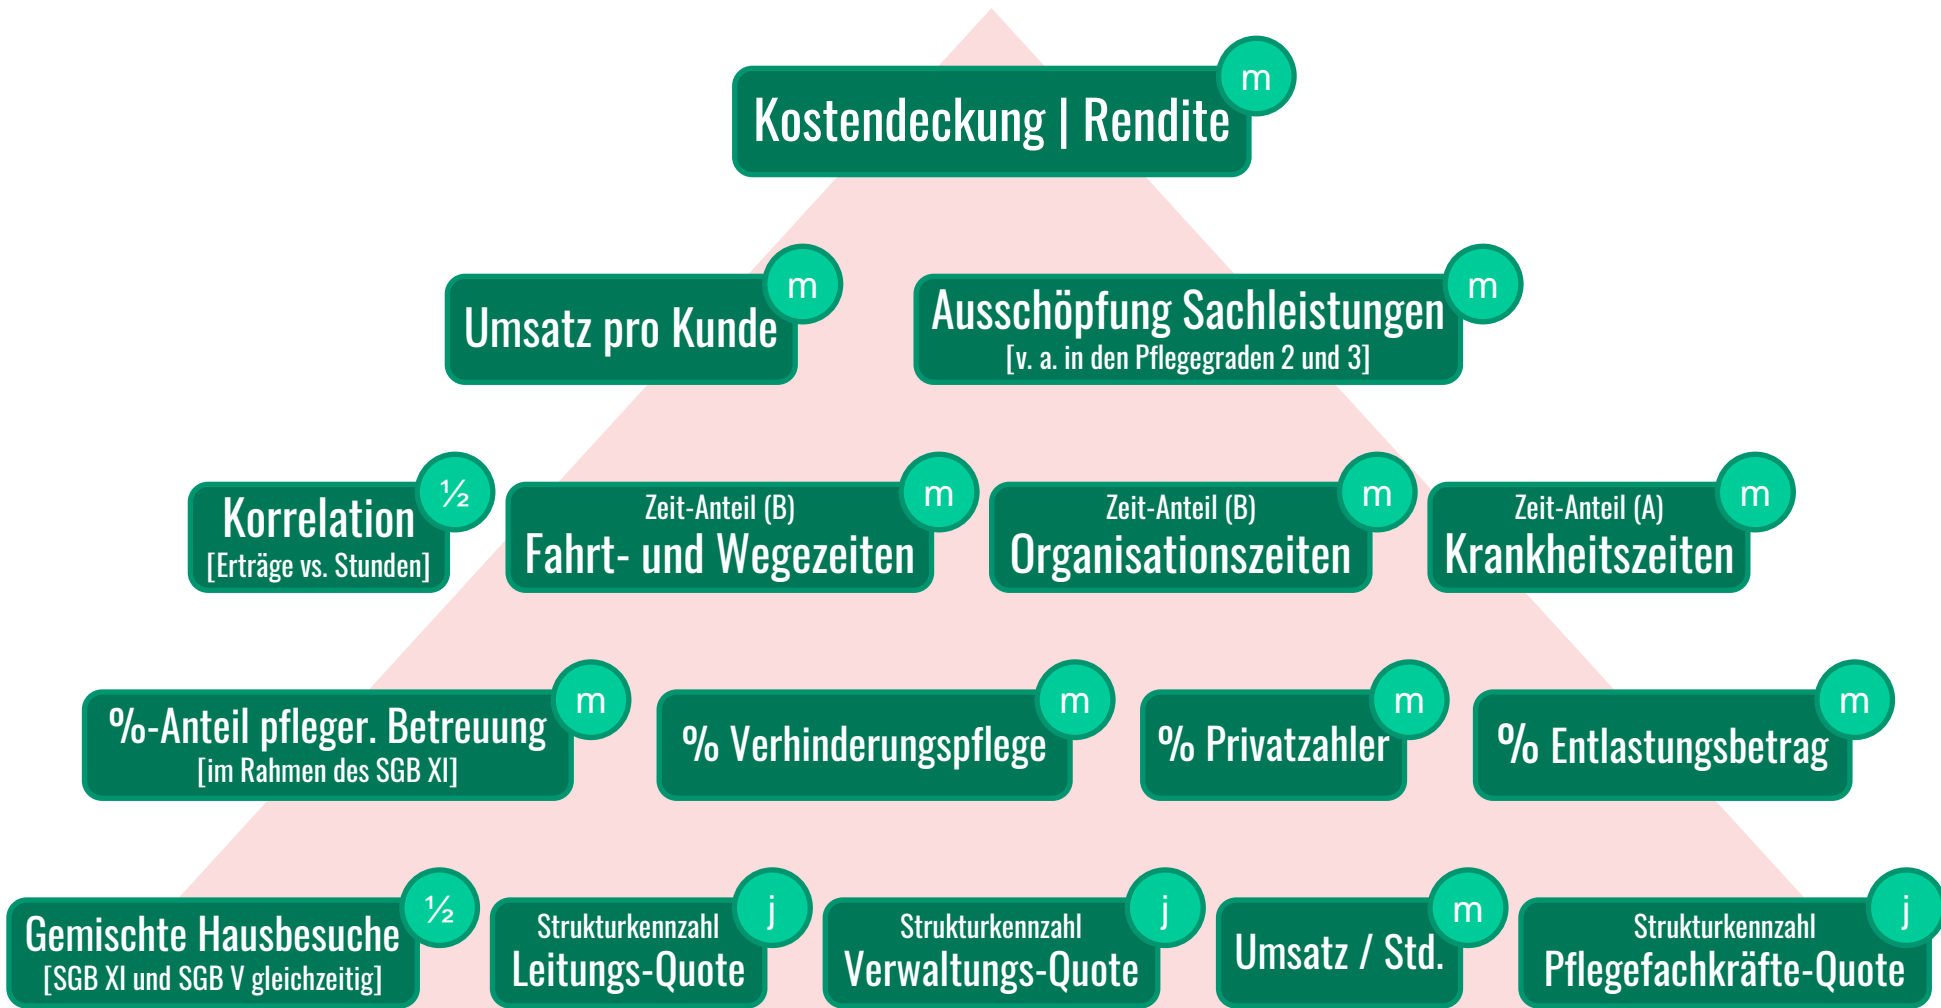 m
Kostendeckung | Rendite
m
Umsatz pro Kunde
m
Ausschöpfung Sachleistungen
[v. a. in den Pflegegraden 2 und 3]
½
Korrelation
[Erträge vs. Stunden]
m
Zeit-Anteil (B)
Fahrt- und Wegezeiten
m
Zeit-Anteil (B)
Organisationszeiten
m
Zeit-Anteil (A)
Krankheitszeiten
m
%-Anteil pfleger. Betreuung
[im Rahmen des SGB XI]
m
% Verhinderungspflege
m
% Privatzahler
m
% Entlastungsbetrag
½
Gemischte Hausbesuche
[SGB XI und SGB V gleichzeitig]
j
Strukturkennzahl
Leitungs-Quote
j
Strukturkennzahl
Verwaltungs-Quote
m
Umsatz / Std.
j
Strukturkennzahl
Pflegefachkräfte-Quote